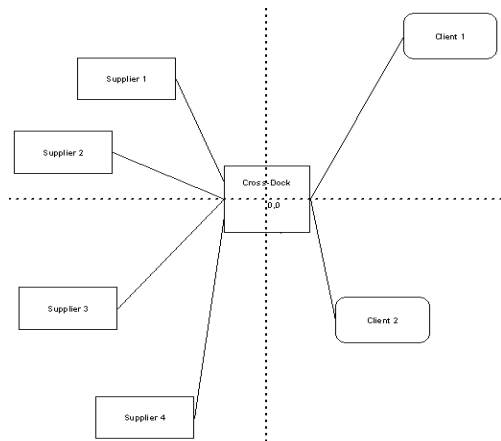 Client 1
Supplier 1
Supplier 2
Cross-Dock
0,0
Supplier 3
Client 2
Supplier 4